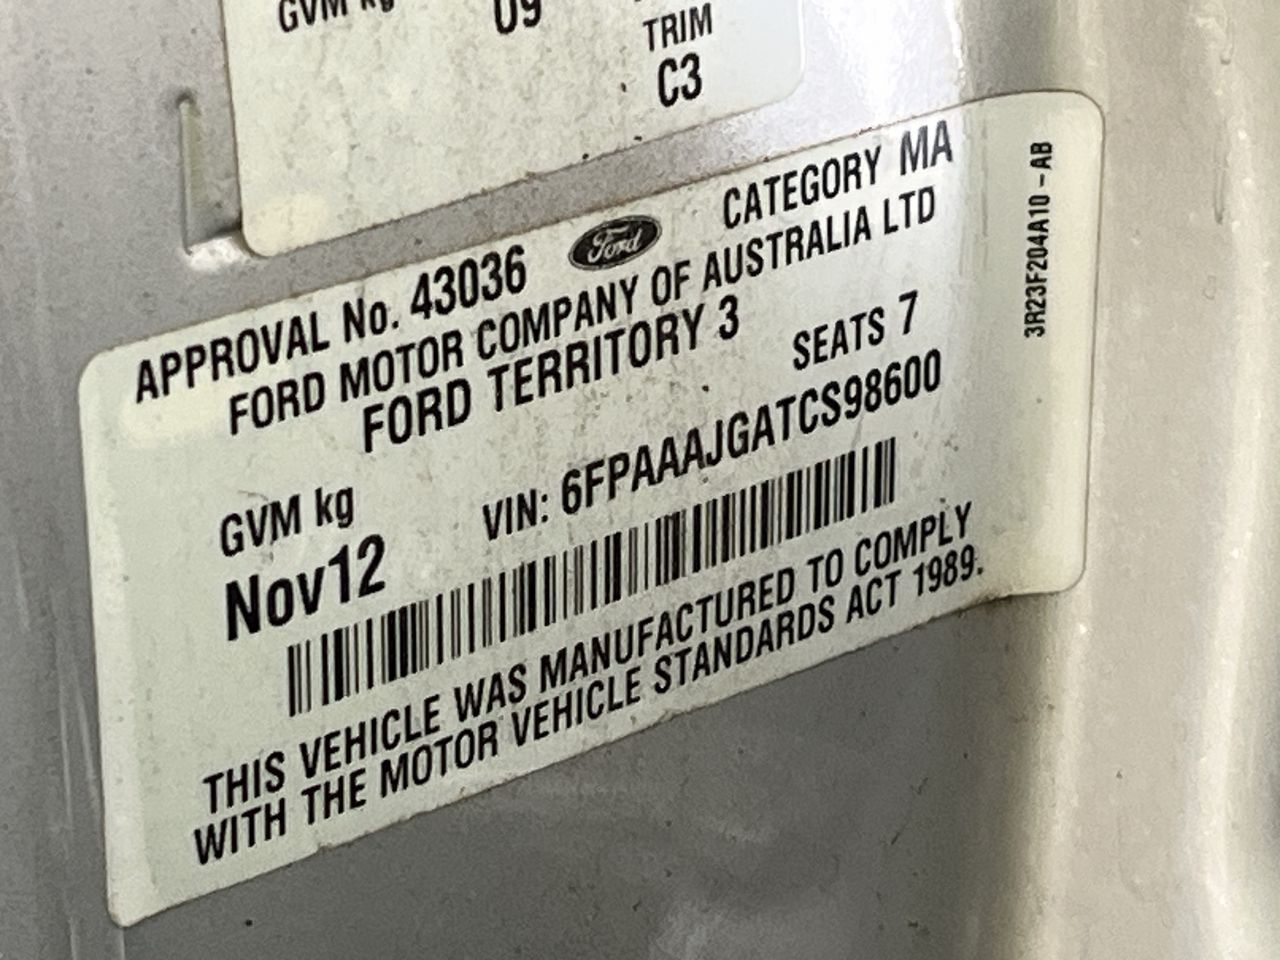 GVM kg
09
TRIM
C3
APPROVAL No. 43036 Ford CATEGORY MA
FORD MOTOR COMPANY OF AUSTRALIA LTD
FORD TERRITORY 3
SEATS 7
GVM kg
VIN: 6FPAAAJGATCS98600
Nov12
THIS VEHICLE WAS MANUFACTURED TO COMPLY
WITH THE MOTOR VEHICLE STANDARDS ACT 1989.
3R23F204A10-AB